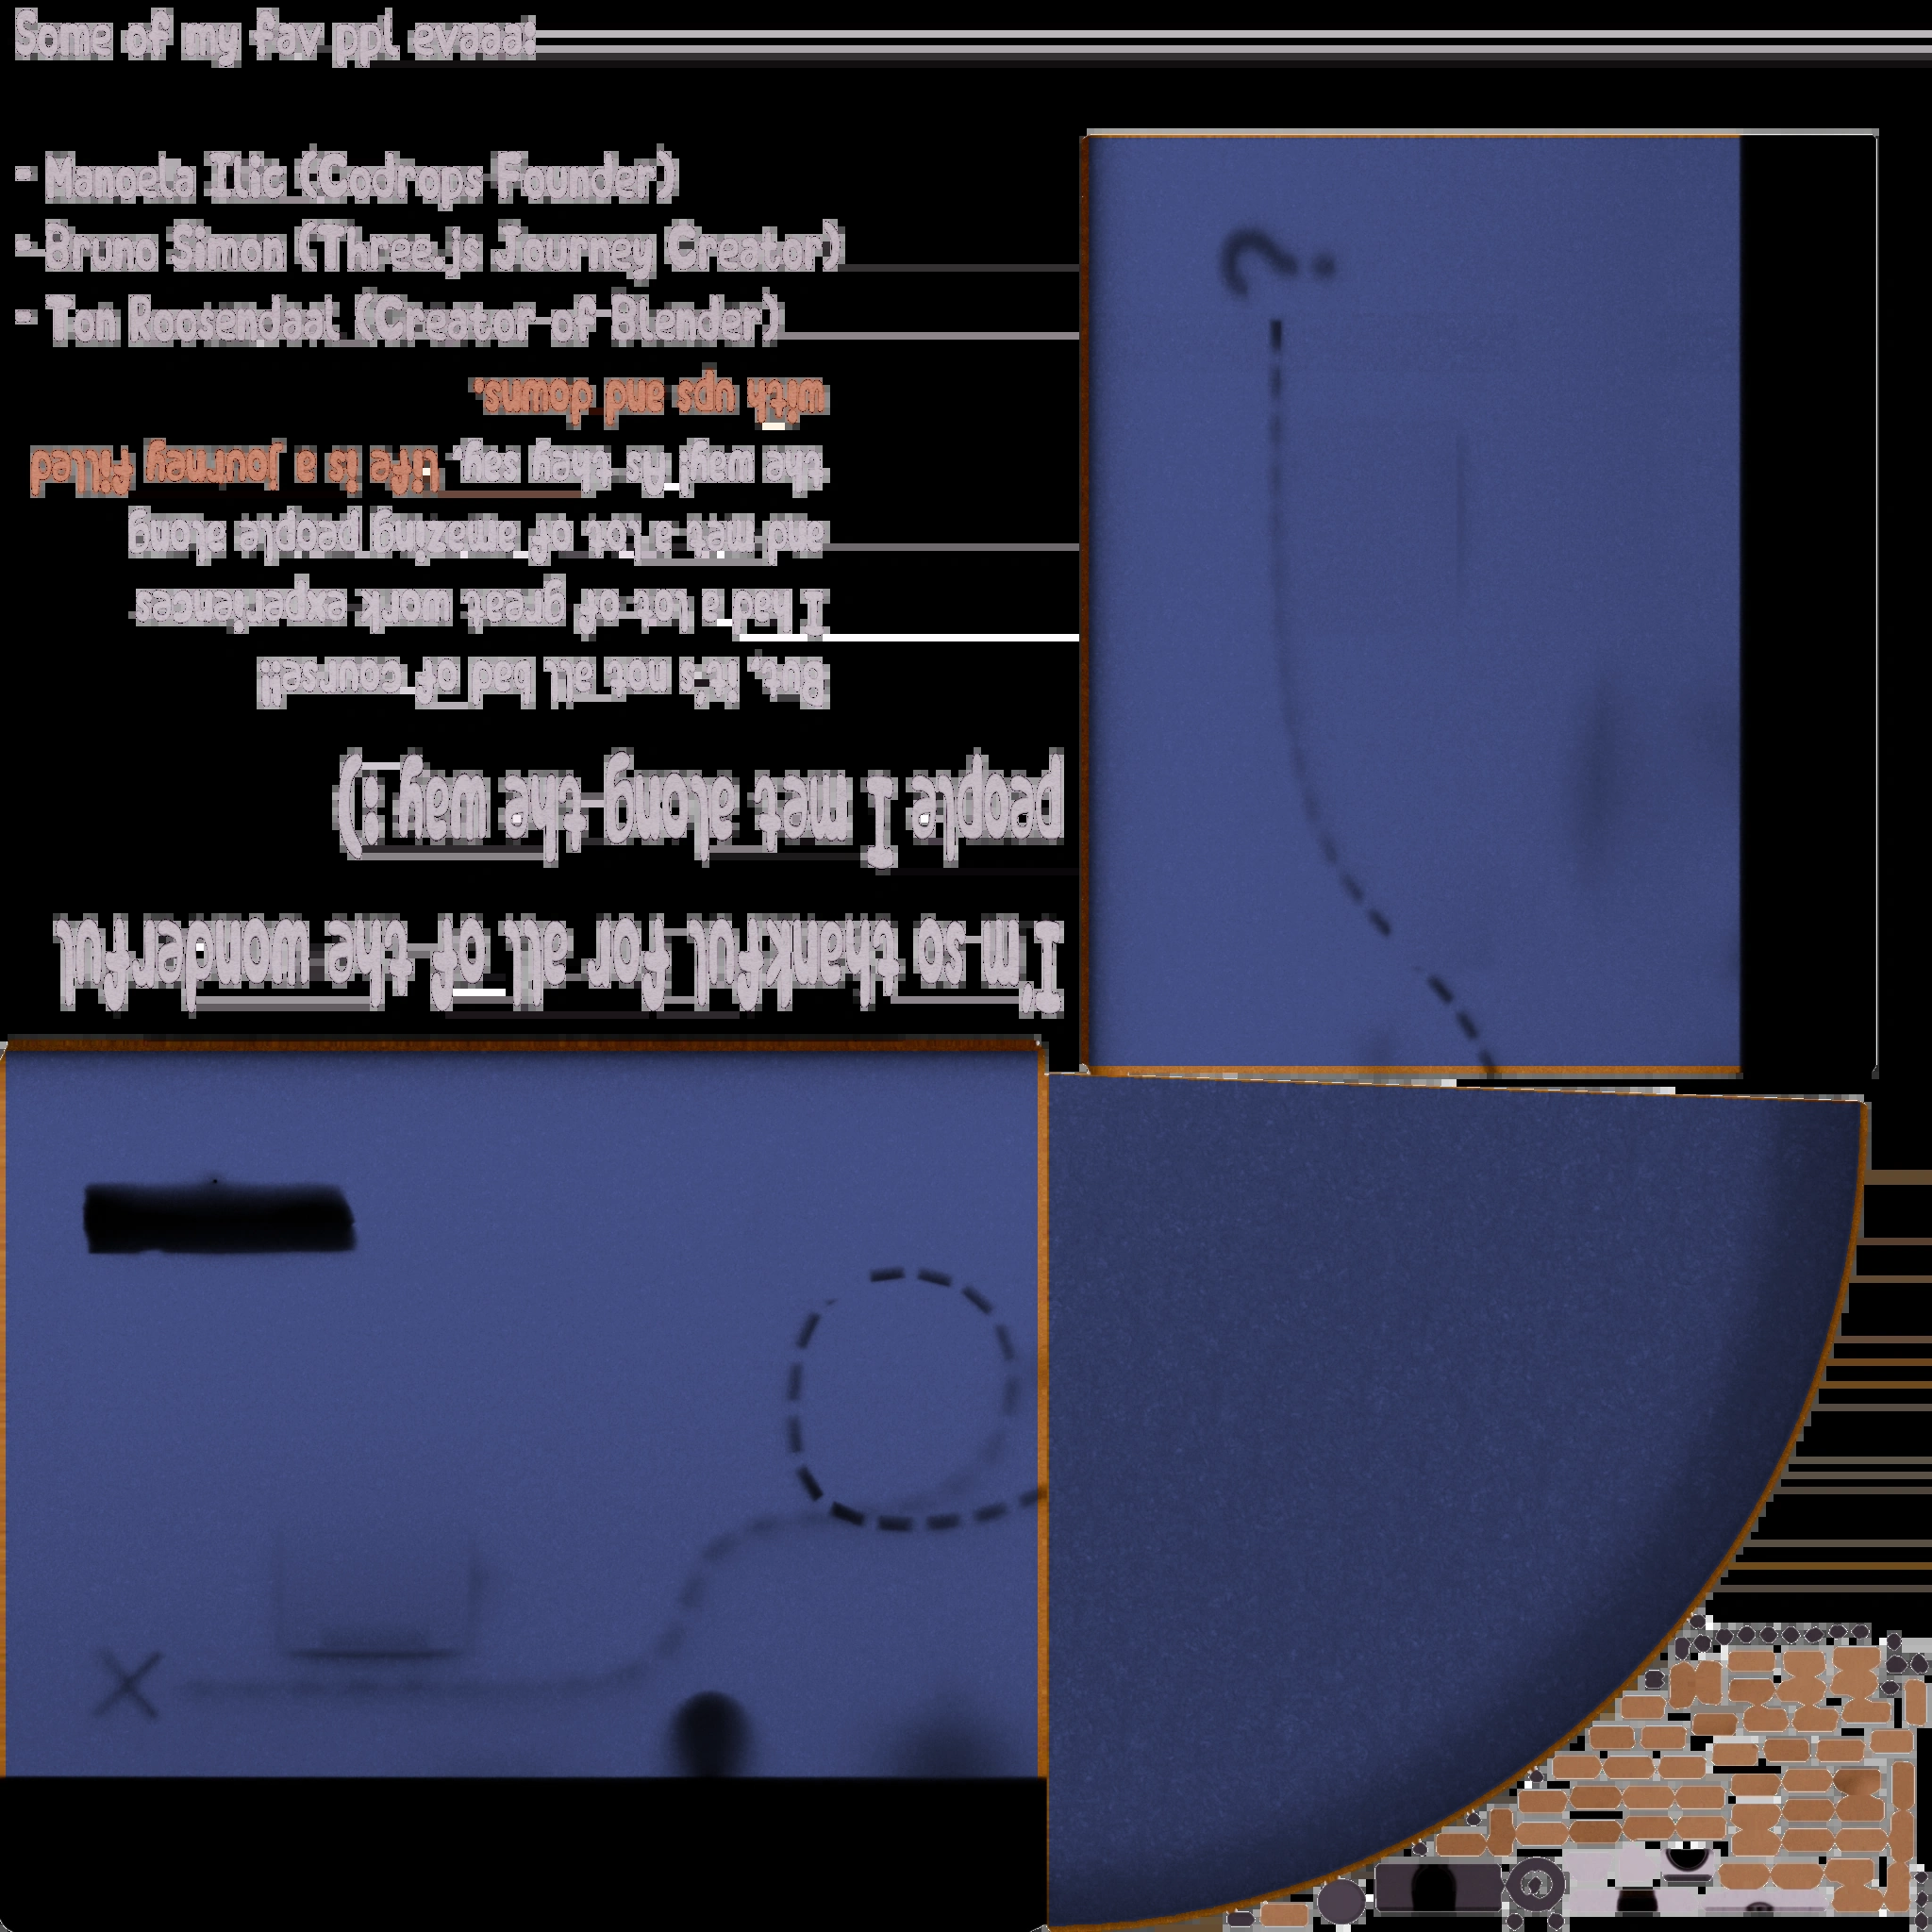 Some of my fav ppl evaaa:
- Manoela Ilic (Codrops Founder)
- Bruno Simon (Three.js Journey Creator)
- Ton Roosendaal (Creator of Blender)
I'm so thankful for all of the wonderful
people I met along the way :)
But, it's not all bad of course!!
I had a lot of great work experiences
and met a lot of amazing people along
the way. As they say, life is a journey filled
with ups and downs.
?